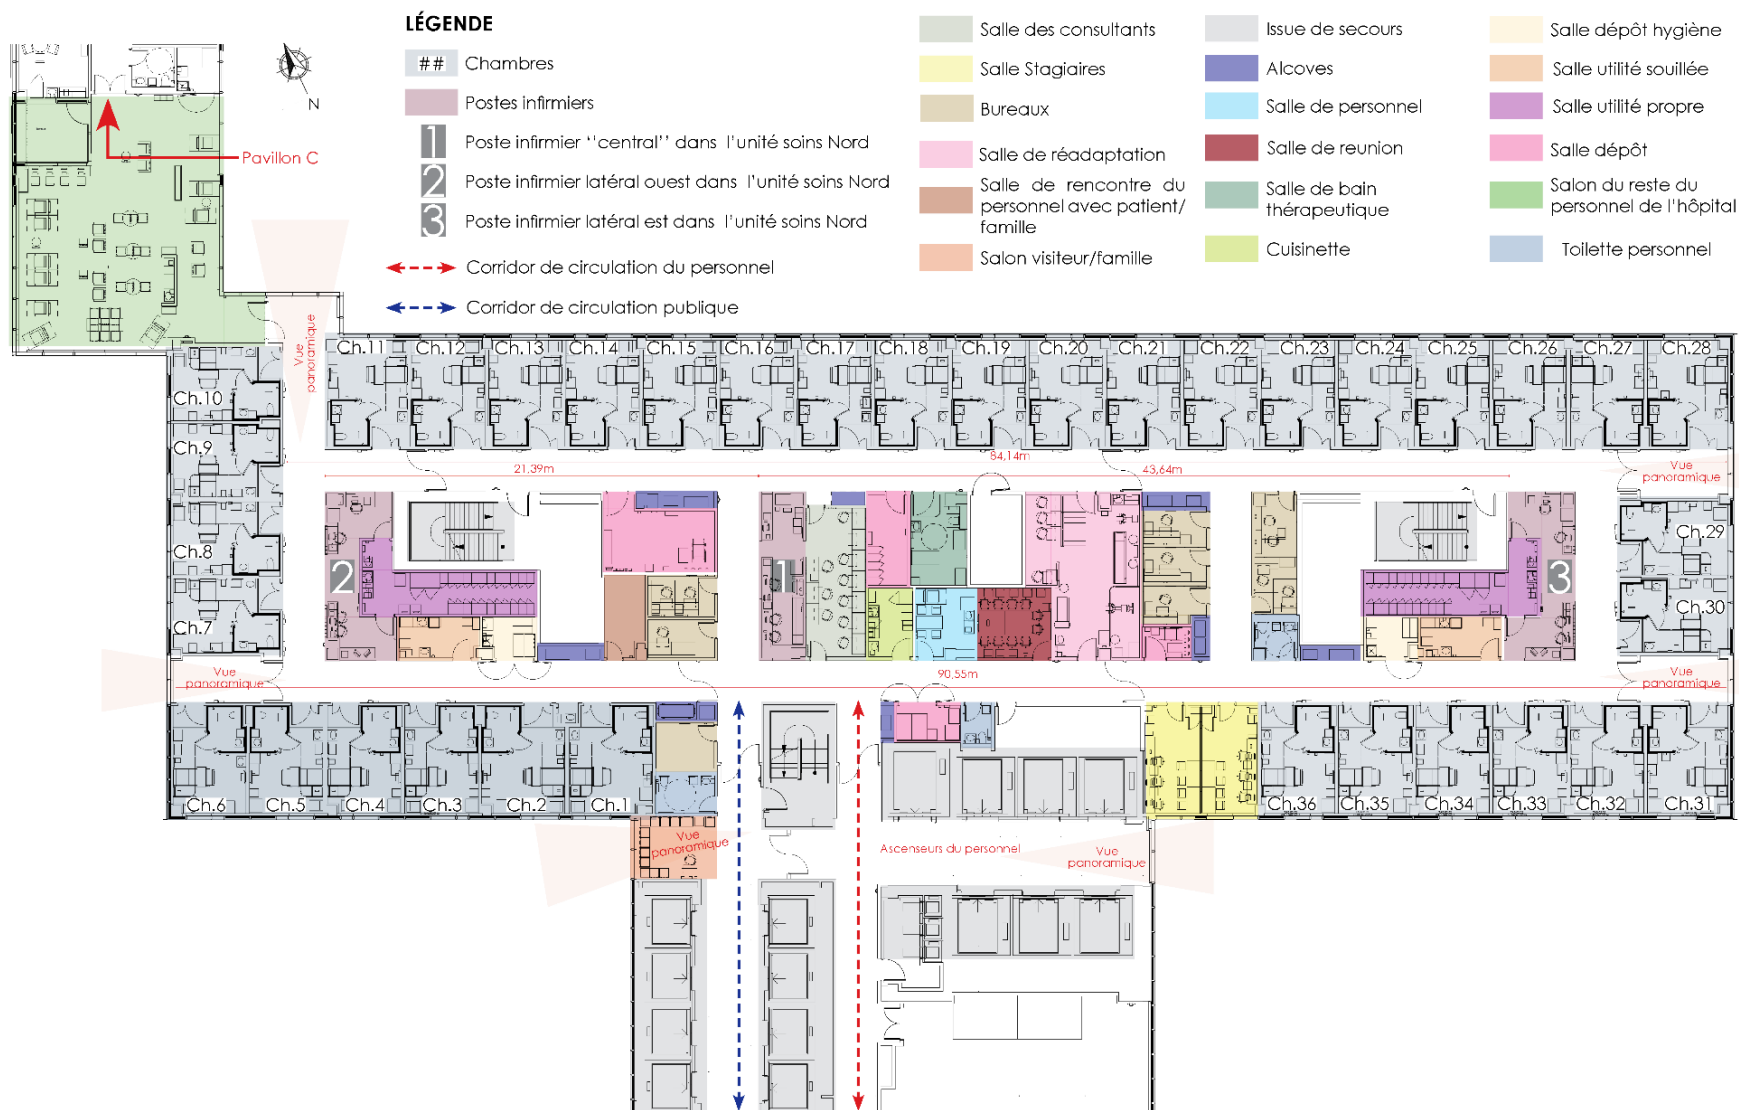 LÉGENDE
## Chambres
Postes infirmiers
1 Poste infirmier ‘‘central’’ dans l’unité soins Nord
2 Poste infirmier latéral ouest dans l’unité soins Nord
3 Poste infirmier latéral est dans l’unité soins Nord
Corridor de circulation du personnel
Corridor de circulation publique
Salle des consultants
Salle Stagiaires
Bureaux
Salle de réadaptation
Salle de rencontre du
personnel avec patient/
famille
Salon visiteur/famille
Issue de secours
Alcoves
Salle de personnel
Salle de reunion
Salle de bain
thérapeutique
Cuisinette
Salle dépôt hygiène
Salle utilité souillée
Salle utilité propre
Salle dépôt
Salon du reste du
personnel de l’hôpital
Toilette personnel
N
Pavillon C
Vue
panoramique
Ch.11
Ch.12
Ch.13
Ch.14
Ch.15
Ch.16
Ch.17
Ch.18
Ch.19
Ch.20
Ch.21
Ch.22
Ch.23
Ch.24
Ch.25
Ch.26
Ch.27
Ch.28
Ch.10
Ch.9
Ch.8
Ch.7
84,14m
21,39m
43,64m
Vue
panoramique
2
1
3
Ch.29
Ch.30
Vue
panoramique
90,55m
Vue
panoramique
Ch.6
Ch.5
Ch.4
Ch.3
Ch.2
Ch.1
Ch.36
Ch.35
Ch.34
Ch.33
Ch.32
Ch.31
Vue
panoramique
Ascenseurs du personnel
Vue
panoramique